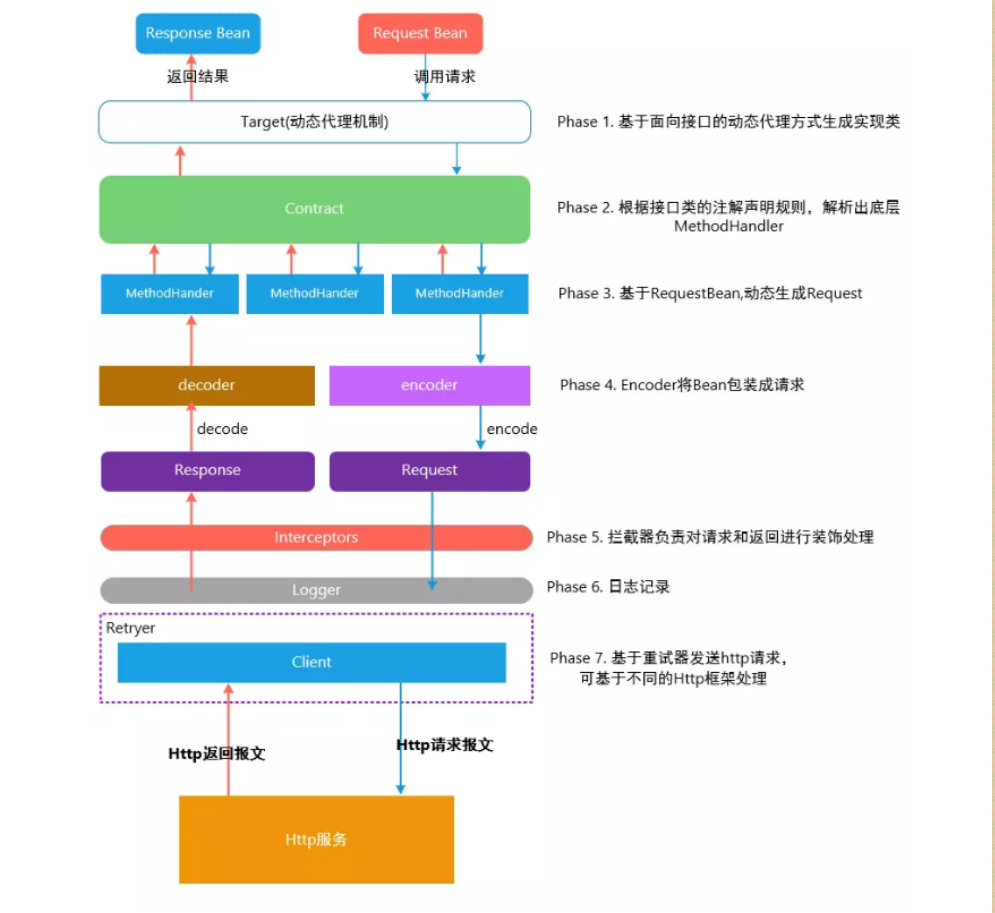 Response Bean
Request Bean
返回结果
调用请求
Target(动态代理机制)
Phase 1. 基于面向接口的动态代理方式生成实现类
Contract
Phase 2. 根据接口类的注解声明规则，解析出底层
MethodHandler
MethodHander
MethodHander
MethodHander
Phase 3. 基于RequestBean,动态生成Request
decoder
encoder
Phase 4. Encoder将Bean包装成请求
decode
encode
Response
Request
Interceptors
Phase 5. 拦截器负责对请求和返回进行装饰处理
Logger
Phase 6. 日志记录
Retryer
Client
Phase 7. 基于重试器发送http请求，
可基于不同的Http框架处理
Http返回报文
Http请求报文
Http服务